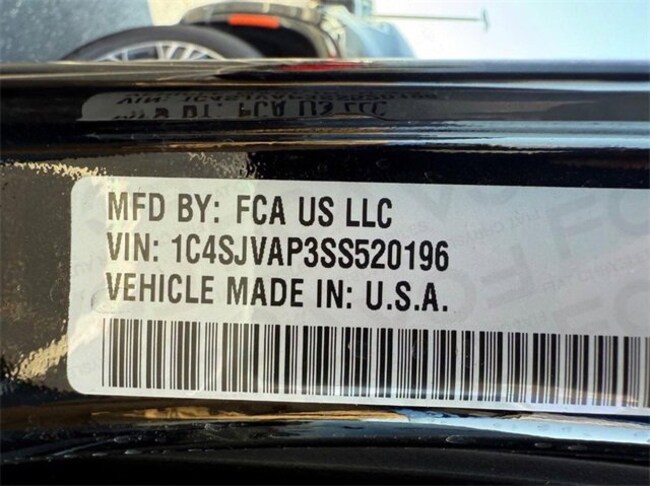 MFD BY: FCA US LLC
VIN: 1C4SJVAP3SS520196
VEHICLE MADE IN: U.S.A.